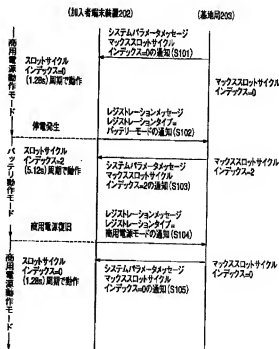 (加入者端末装置202)
(基地局203)
システムパラメータメッセージ
マックススロットサイクル
インデックス=0の通知(S101)
スロットサイクル
インデックス=0
(1.28s)周期で動作
マックススロットサイクル
インデックス=0
商用電源動作モード
停電発生
レジストレーションメッセージ
レジストレーションタイプ=
バッテリーモードの通知(S102)
スロットサイクル
インデックス=2
(5.12s)周期で動作
システムパラメータメッセージ
マックススロットサイクル
インデックス=2の通知(S103)
マックススロットサイクル
インデックス=2
バッテリ動作モード
商用電源復旧
レジストレーションメッセージ
レジストレーションタイプ=
商用電源モードの通知(S104)
スロットサイクル
インデックス=0
(1.28s)周期で動作
システムパラメータメッセージ
マックススロットサイクル
インデックス=0の通知(S105)
マックススロットサイクル
インデックス=0
商用電源動作モード